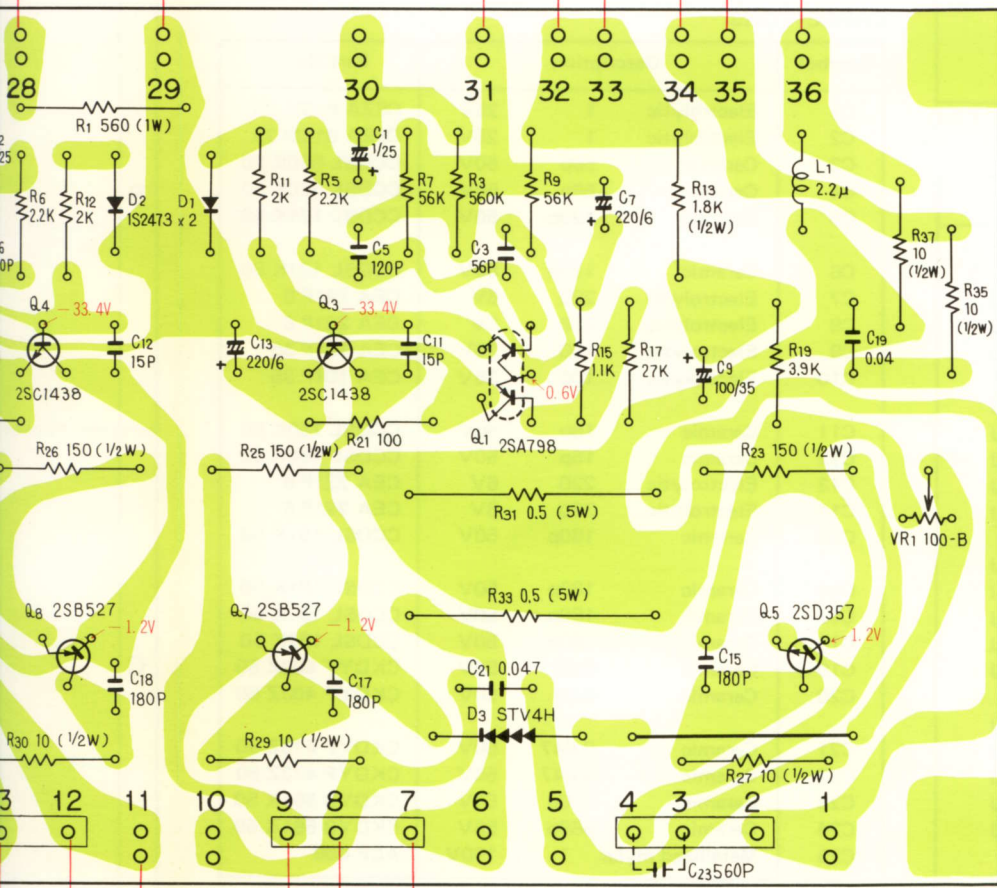 28 29 30 31 32 33 34 35 36
R1 560 (1W)
C1 1/25 +
R6 2.2K
R12 2K
D2 D1
1S2473 x 2
R11 2K
R5 2.2K
R7 56K
R3 560K
R9 56K
C7 220/6 +
R13 1.8K (1/2W)
L1 2.2μ
R37 10 (1/2W)
R35 10 (1/2W)
C5 120P
C3 56P
Q4 -33.4V
2SC1438
C12 15P
C13 220/6 +
Q3 -33.4V
2SC1438
C11 15P
0.6V
Q1 2SA798
R15 1.1K
R17 27K
C9 100/35 +
R19 3.9K
C19 0.04
R21 100
R26 150 (1/2W)
R25 150 (1/2W)
R23 150 (1/2W)
R31 0.5 (5W)
VR1 100-B
R33 0.5 (5W)
Q8 2SB527
-1.2V
Q7 2SB527
-1.2V
Q5 2SD357
1.2V
C18 180P
C17 180P
C21 0.047
C15 180P
D3 STV4H
R30 10 (1/2W)
R29 10 (1/2W)
R27 10 (1/2W)
3 12 11 10 9 8 7 6 5 4 3 2 1
C23 560P